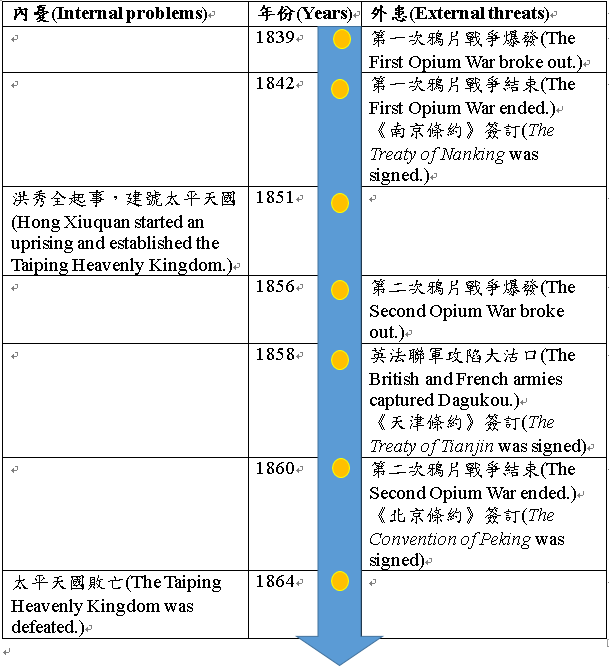 內憂(Internal problems)
年份(Years)
外患(External threats)
1839
第一次鴉片戰爭爆發(The
First Opium War broke out.)
1842
第一次鴉片戰爭結束(The
First Opium War ended.)
《南京條約》簽訂(The
Treaty of Nanking was
signed.)
洪秀全起事，建號太平天國
(Hong Xiuquan started an
uprising and established the
Taiping Heavenly Kingdom.)
1851
1856
第二次鴉片戰爭爆發(The
Second Opium War broke
out.)
1858
英法聯軍攻陷大沽口(The
British and French armies
captured Dagukou.)
《天津條約》簽訂(The
Treaty of Tianjin was signed)
1860
第二次鴉片戰爭結束(The
Second Opium War ended.)
《北京條約》簽訂(The
Convention of Peking was
signed)
太平天國敗亡(The Taiping
Heavenly Kingdom was
defeated.)
1864